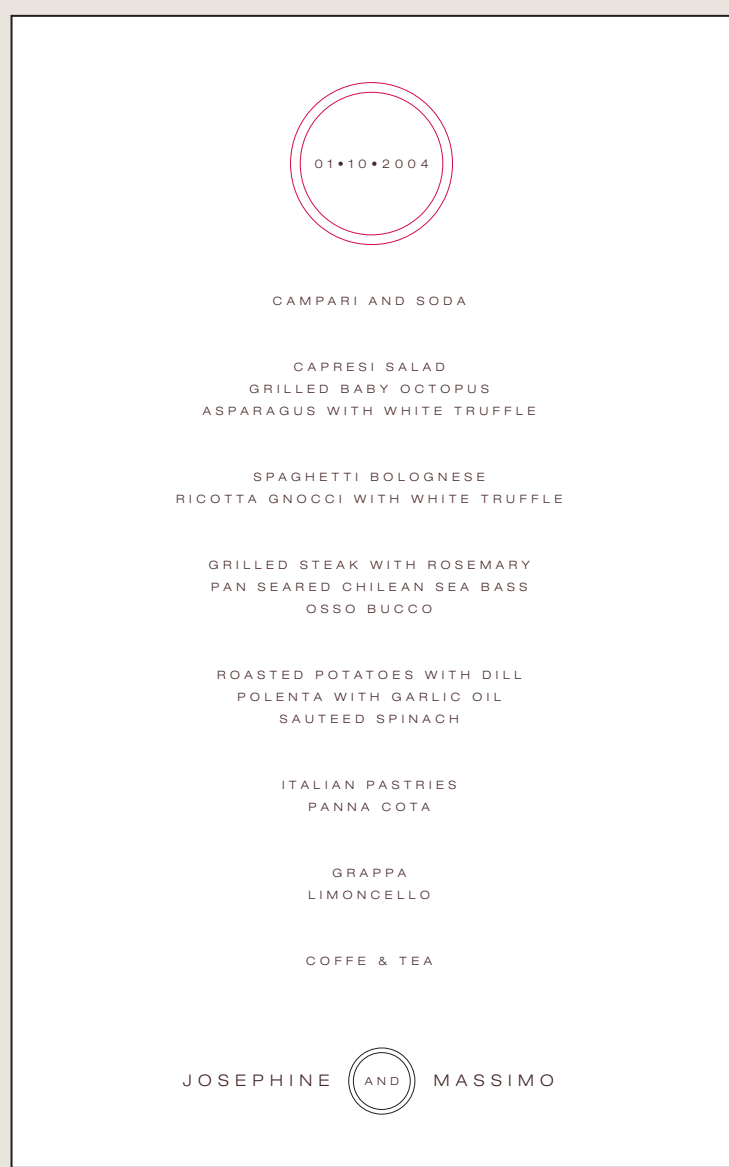 01•10•2004
CAMPARI AND SODA
CAPRESI SALAD
GRILLED BABY OCTOPUS
ASPARAGUS WITH WHITE TRUFFLE
SPAGHETTI BOLOGNESE
RICOTTA GNOCCI WITH WHITE TRUFFLE
GRILLED STEAK WITH ROSEMARY
PAN SEARED CHILEAN SEA BASS
OSSO BUCCO
ROASTED POTATOES WITH DILL
POLENTA WITH GARLIC OIL
SAUTEED SPINACH
ITALIAN PASTRIES
PANNA COTA
GRAPPA
LIMONCELLO
COFFE & TEA
JOSEPHINE AND MASSIMO